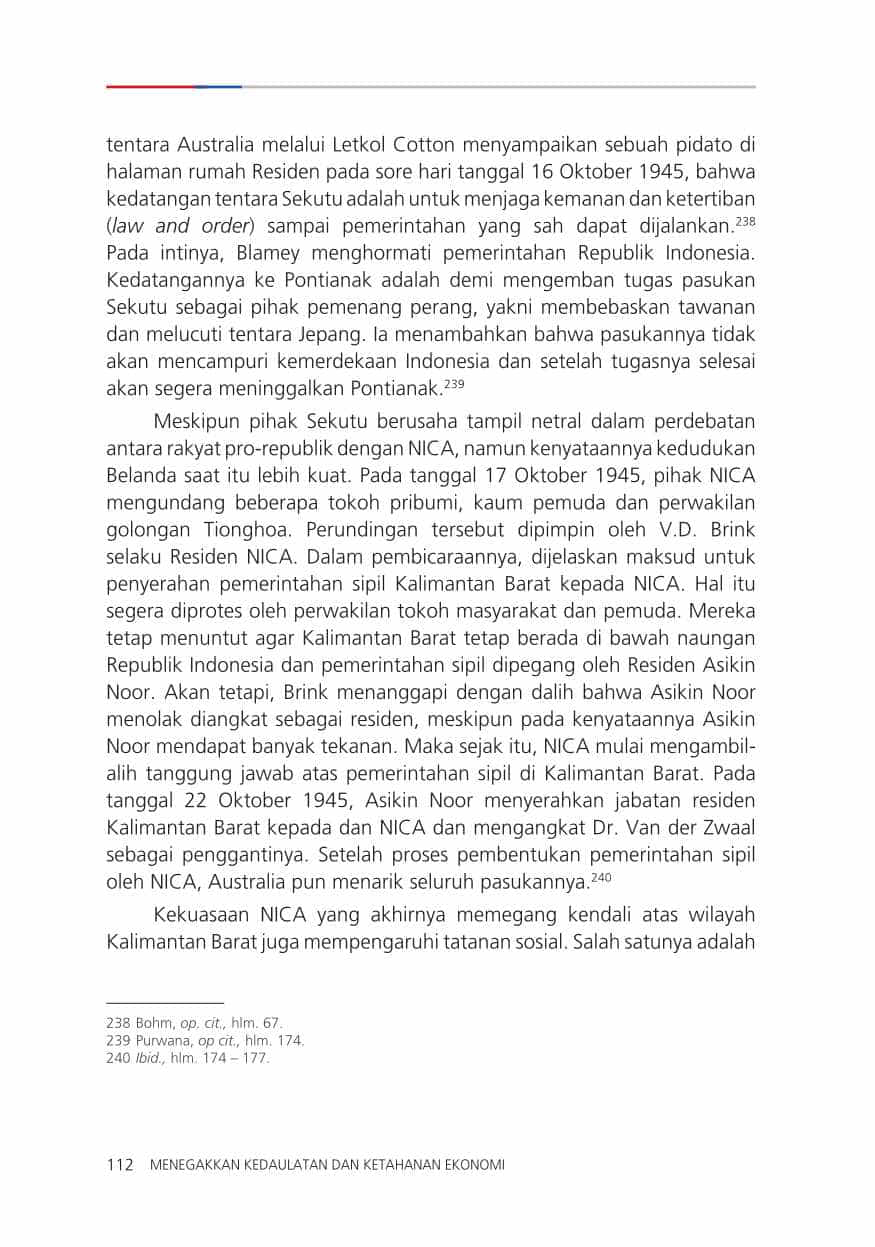 tentara Australia melalui Letkol Cotton menyampaikan sebuah pidato di
halaman rumah Residen pada sore hari tanggal 16 Oktober 1945, bahwa
kedatangan tentara Sekutu adalah untuk menjaga kemanan dan ketertiban
(law and order) sampai pemerintahan yang sah dapat dijalankan.238
Pada intinya, Blamey menghormati pemerintahan Republik Indonesia.
Kedatangannya ke Pontianak adalah demi mengemban tugas pasukan
Sekutu sebagai pihak pemenang perang, yakni membebaskan tawanan
dan melucuti tentara Jepang. Ia menambahkan bahwa pasukannya tidak
akan mencampuri kemerdekaan Indonesia dan setelah tugasnya selesai
akan segera meninggalkan Pontianak.239
Meskipun pihak Sekutu berusaha tampil netral dalam perdebatan
antara rakyat pro-republik dengan NICA, namun kenyataannya kedudukan
Belanda saat itu lebih kuat. Pada tanggal 17 Oktober 1945, pihak NICA
mengundang beberapa tokoh pribumi, kaum pemuda dan perwakilan
golongan Tionghoa. Perundingan tersebut dipimpin oleh V.D. Brink
selaku Residen NICA. Dalam pembicaraannya, dijelaskan maksud untuk
penyerahan pemerintahan sipil Kalimantan Barat kepada NICA. Hal itu
segera diprotes oleh perwakilan tokoh masyarakat dan pemuda. Mereka
tetap menuntut agar Kalimantan Barat tetap berada di bawah naungan
Republik Indonesia dan pemerintahan sipil dipegang oleh Residen Asikin
Noor. Akan tetapi, Brink menanggapi dengan dalih bahwa Asikin Noor
menolak diangkat sebagai residen, meskipun pada kenyataannya Asikin
Noor mendapat banyak tekanan. Maka sejak itu, NICA mulai mengambil-
alih tanggung jawab atas pemerintahan sipil di Kalimantan Barat. Pada
tanggal 22 Oktober 1945, Asikin Noor menyerahkan jabatan residen
Kalimantan Barat kepada dan NICA dan mengangkat Dr. Van der Zwaal
sebagai penggantinya. Setelah proses pembentukan pemerintahan sipil
oleh NICA, Australia pun menarik seluruh pasukannya.240
Kekuasaan NICA yang akhirnya memegang kendali atas wilayah
Kalimantan Barat juga mempengaruhi tatanan sosial. Salah satunya adalah
238 Bohm, op. cit., hlm. 67.
239 Purwana, op cit., hlm. 174.
240 Ibid., hlm. 174 – 177.
112 MENEGAKKAN KEDAULATAN DAN KETAHANAN EKONOMI